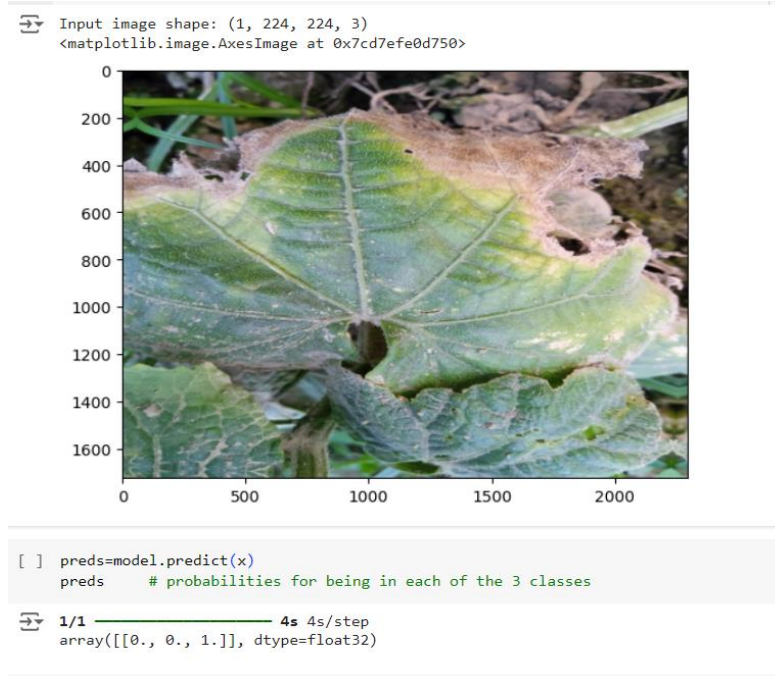 Input image shape: (1, 224, 224, 3)
<matplotlib.image.AxesImage at 0x7cd7efe0d750>
0
200
400
600
800
1000
1200
1400
1600
0 500 1000 1500 2000
[ ] preds=model.predict(x)
preds # probabilities for being in each of the 3 classes
1/1 4s 4s/step
array([[0., 0., 1.]], dtype=float32)